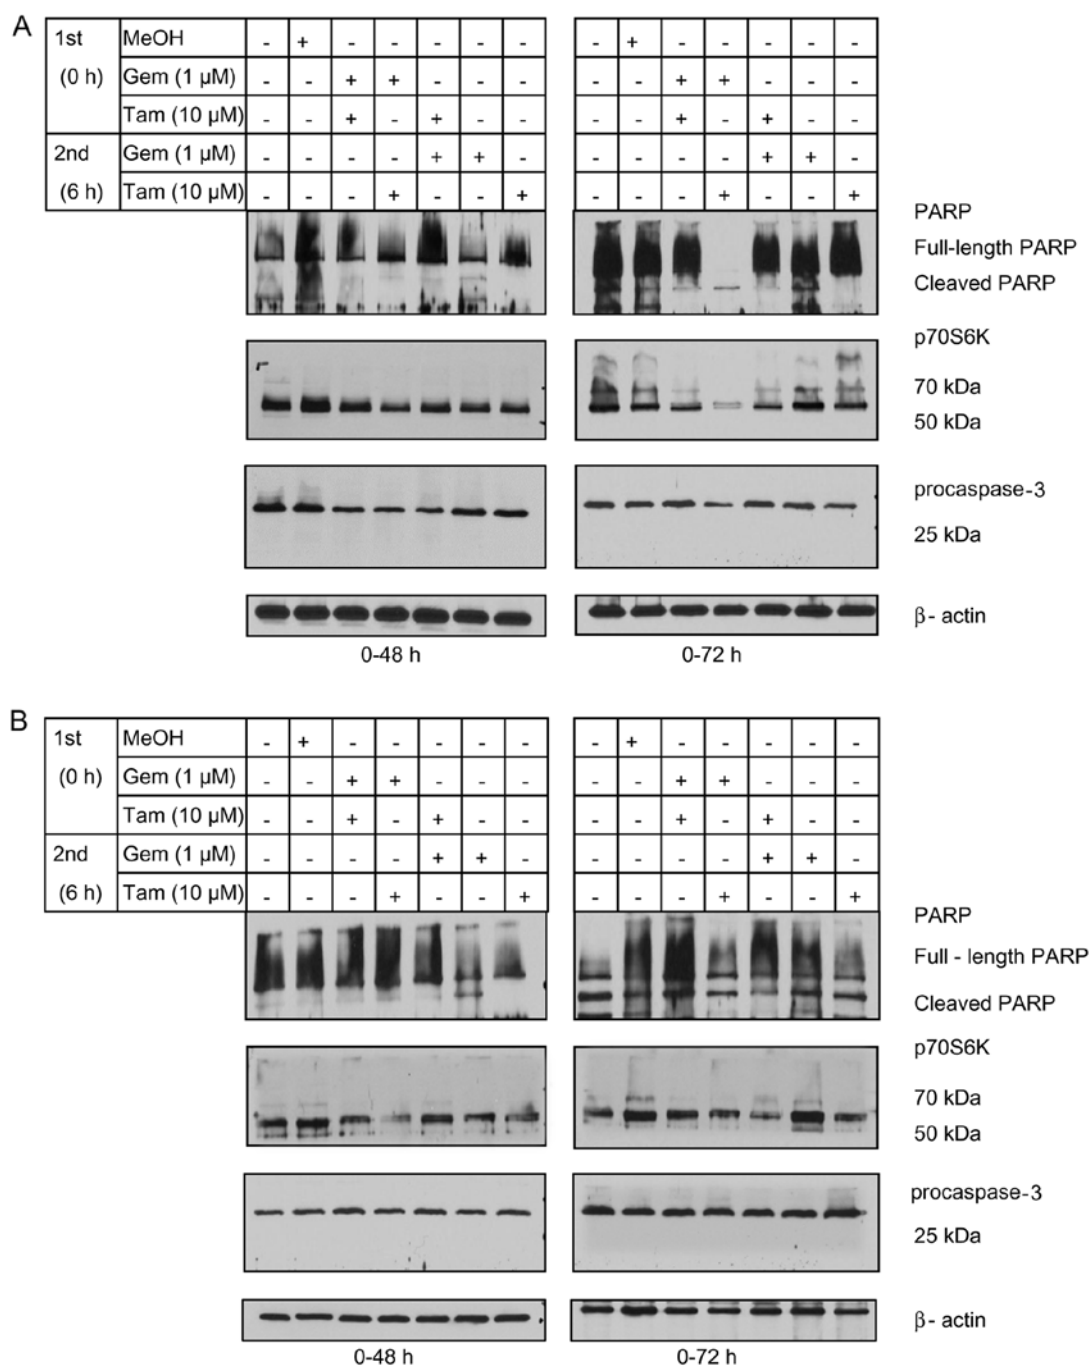 A
1st MeOH - + - - - - - - + - - - - -
(0 h) Gem (1 µM) - - + + - - - - - + + - - -
Tam (10 µM) - - + - + - - - - + - + - -
2nd Gem (1 µM) - - - - + + - - - - - + + -
(6 h) Tam (10 µM) - - - + - - + - - - + - - +
PARP
Full-length PARP
Cleaved PARP
p70S6K
70 kDa
50 kDa
procaspase-3
25 kDa
β- actin
0-48 h 0-72 h
B
1st MeOH - + - - - - - - + - - - - -
(0 h) Gem (1 µM) - - + + - - - - - + + - - -
Tam (10 µM) - - + - + - - - - + - + - -
2nd Gem (1 µM) - - - - + + - - - - - + + -
(6 h) Tam (10 µM) - - - + - - + - - - + - - +
PARP
Full - length PARP
Cleaved PARP
p70S6K
70 kDa
50 kDa
procaspase-3
25 kDa
β- actin
0-48 h 0-72 h